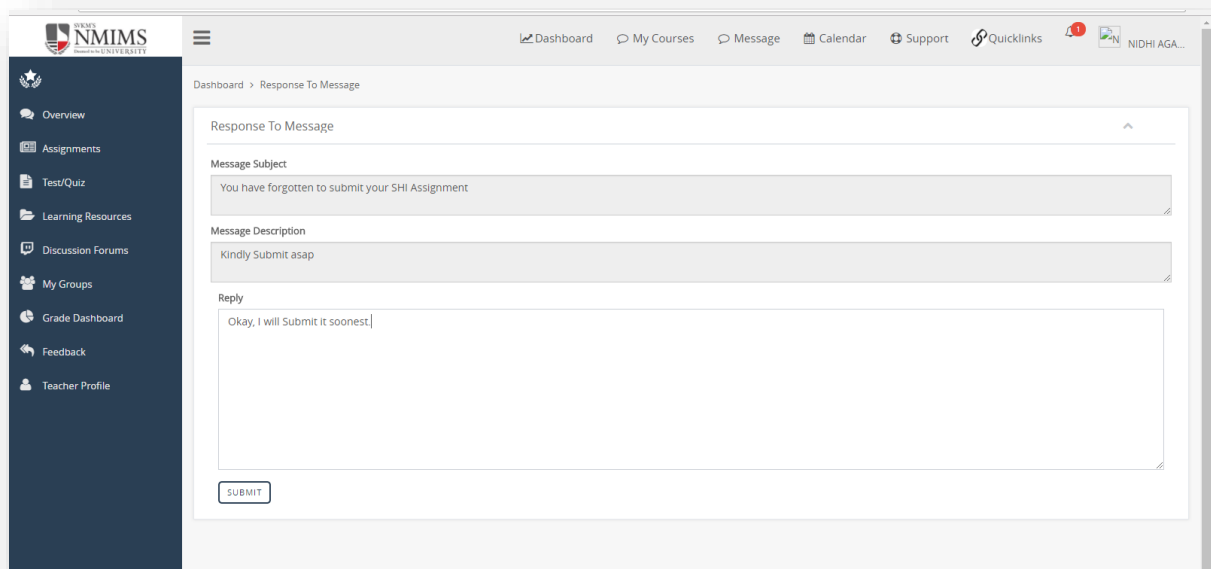 SVKM'S
NMIMS
Deemed to be UNIVERSITY
Dashboard
My Courses
Message
Calendar
Support
Quicklinks
1
N
NIDHI AGA...
Overview
Assignments
Test/Quiz
Learning Resources
Discussion Forums
My Groups
Grade Dashboard
Feedback
Teacher Profile
Dashboard > Response To Message
Response To Message
Message Subject
You have forgotten to submit your SHI Assignment
Message Description
Kindly Submit asap
Reply
Okay, I will Submit it soonest.
SUBMIT